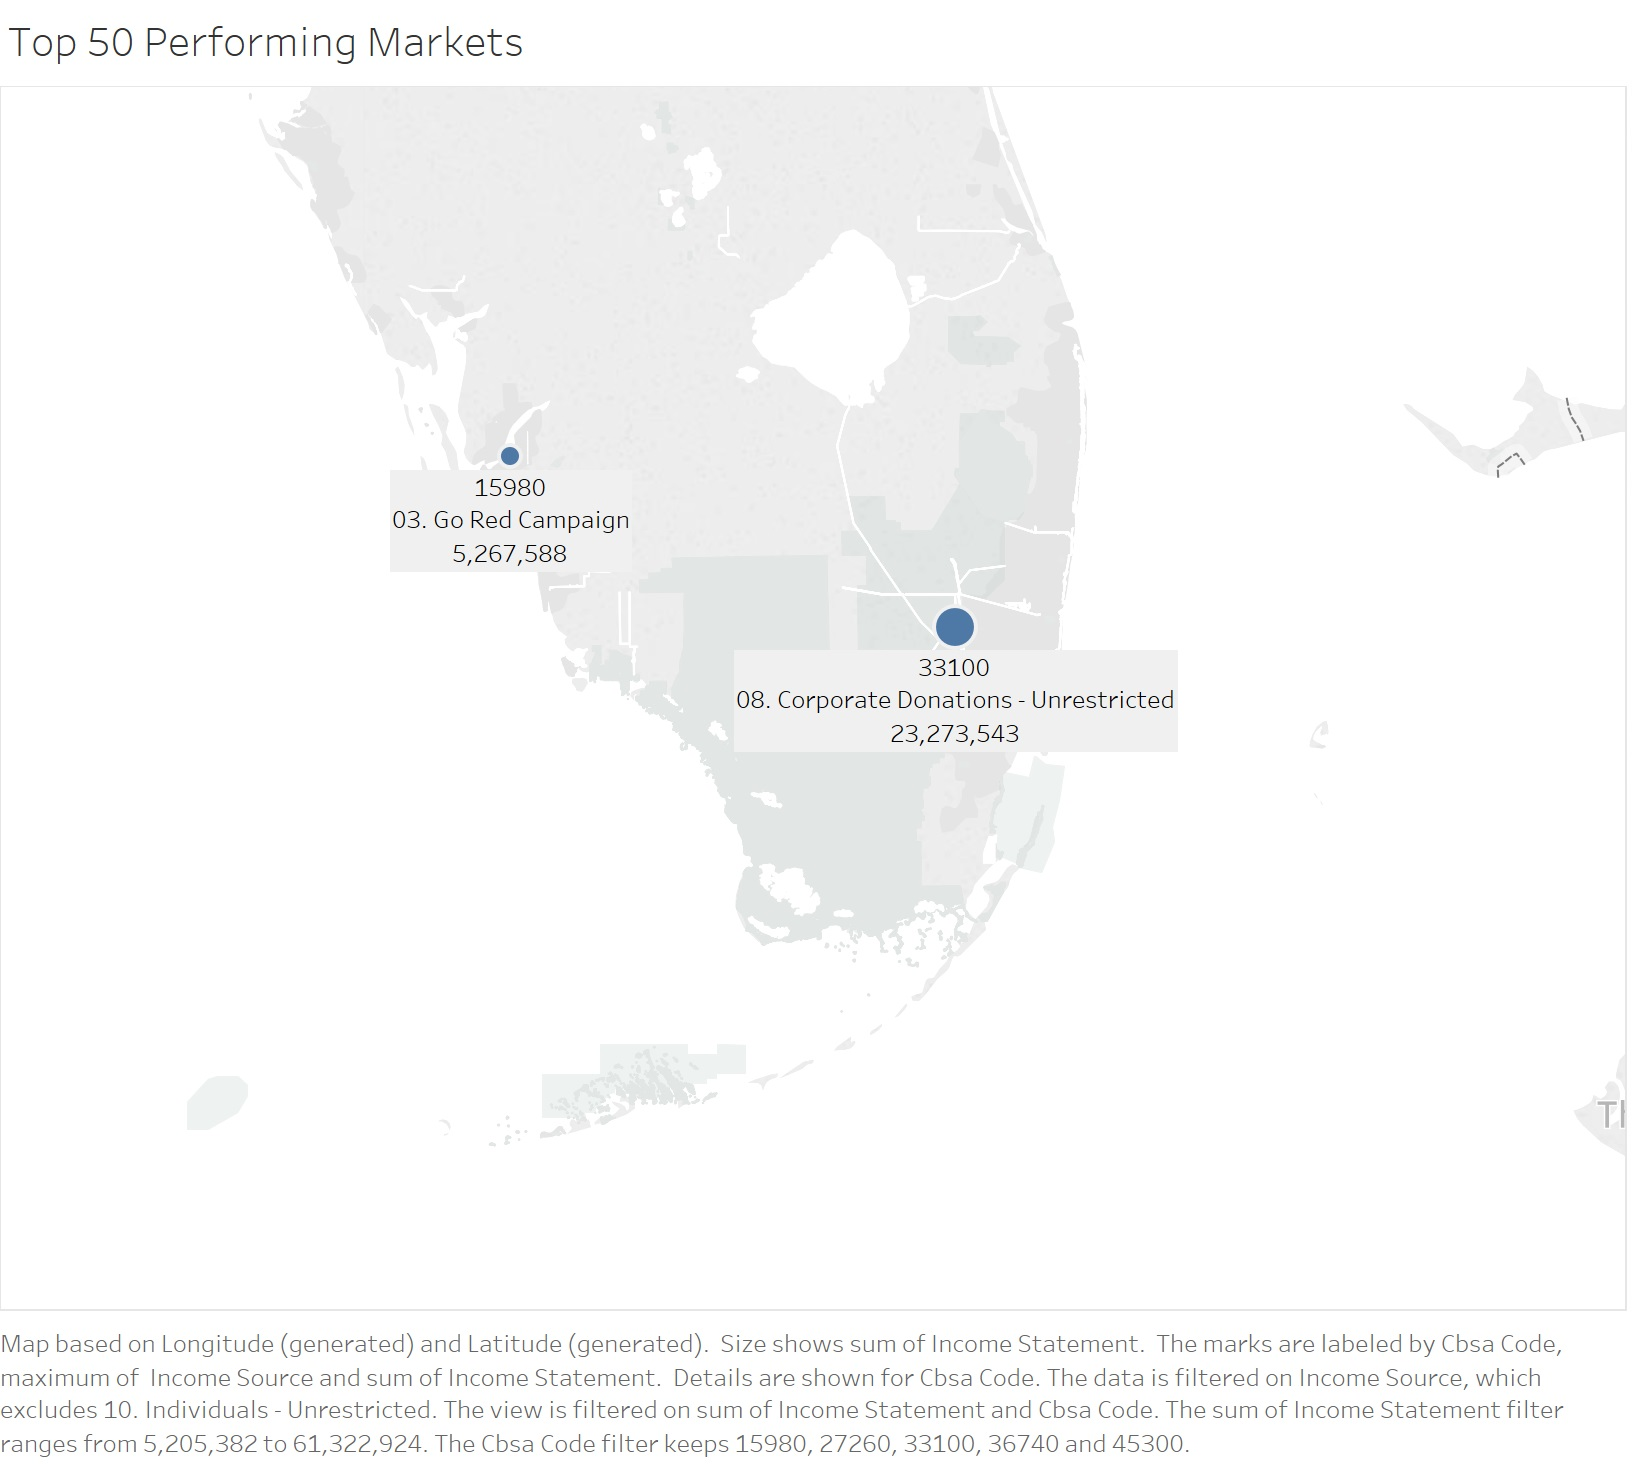 Top 50 Performing Markets
15980
03. Go Red Campaign
5,267,588
33100
08. Corporate Donations - Unrestricted
23,273,543
Map based on Longitude (generated) and Latitude (generated).  Size shows sum of Income Statement.  The marks are labeled by Cbsa Code,
maximum of  Income Source and sum of Income Statement.  Details are shown for Cbsa Code. The data is filtered on Income Source, which
excludes 10. Individuals - Unrestricted. The view is filtered on sum of Income Statement and Cbsa Code. The sum of Income Statement filter
ranges from 5,205,382 to 61,322,924. The Cbsa Code filter keeps 15980, 27260, 33100, 36740 and 45300.